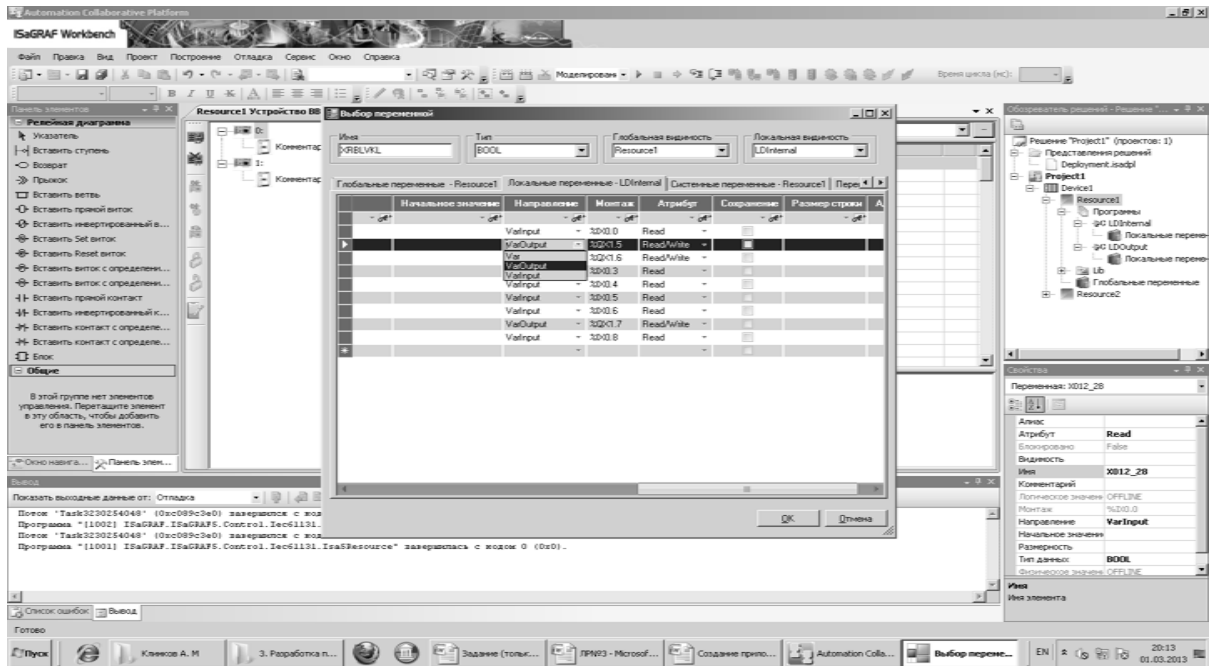 Automation Collaborative Platform
ISaGRAF Workbench
Файл Правка Вид Проект Построение Отладка Сервис Окно Справка
Моделирован
Время цикла (мс):
Панель элементов
Релейная диаграмма
Указатель
Вставить ступень
Возврат
Прыжок
Вставить ветвь
Вставить прямой виток
Вставить инвертированный в...
Вставить Set виток
Вставить Reset виток
Вставить виток с определени...
Вставить виток с определени...
Вставить прямой контакт
Вставить инвертированный к...
Вставить контакт с определе...
Вставить контакт с определе...
Блок
Общие
В этой группе нет элементов
управления. Перетащите элемент
в эту область, чтобы добавить
его в панель элементов.
Окно навига... Панель элем...
Resource1 Устройство
0:
Комментар
1:
Комментар
Выбор переменной
Имя Тип Глобальная видимость Локальная видимость
XRBLVKL BOOL Resource1 LDInternal
Глобальные переменные - Resource1 Локальные переменные - LDInternal Системные переменные - Resource1
Начальное значение Направление Монтаж Атрибут Сохранение Размер строки
VarInput %IX0.0 Read
VarOutput %QX1.5 Read/Write
Var %QX1.6 Read/Write
VarOutput %IX0.3 Read
VarInput
VarInput %IX0.4 Read
VarInput %IX0.5 Read
VarInput %IX0.6 Read
VarOutput %QX1.7 Read/Write
VarInput %IX0.8 Read
OK Отмена
Обозреватель решений - Решение "...
Решение "Project1" (проектов: 1)
Представления решений
Deployment.isadpl
Project1
Device1
Resource1
Программы
LDInternal
Локальные переме
LDOutput
Локальные переме
Lib
Глобальные переменные
Resource2
Свойства
Переменная: XD12_2B
Алиас
Атрибут Read
Блокировано False
Видимость
Имя XD12_2B
Комментарий
Логическое значени OFFLINE
Монтаж %IX0.0
Направление VarInput
Начальное значени
Размерность
Тип данных BOOL
Физическое значени OFFLINE
Имя
Имя элемента
Вывод
Показать выходные данные от: Отладка
Поток 'Task3230254048' (0xc089c3e0) завершился с код
Программа "[1002] ISaGRAF.ISaGRAF5.Control.Iec61131.
Поток 'Task3230254048' (0xc089c3e0) завершился с код
Программа "[1001] ISaGRAF.ISaGRAF5.Control.Iec61131.Isa5Resource" завершилась с кодом 0 (0x0).
Список ошибок Вывод
Готово
Пуск Клинков А. М 3. Разработка п... Задание (тольк... ПР№3 - Microsof... Создание прило... Automation Colla... Выбор переме... EN 20:13
01.03.2013